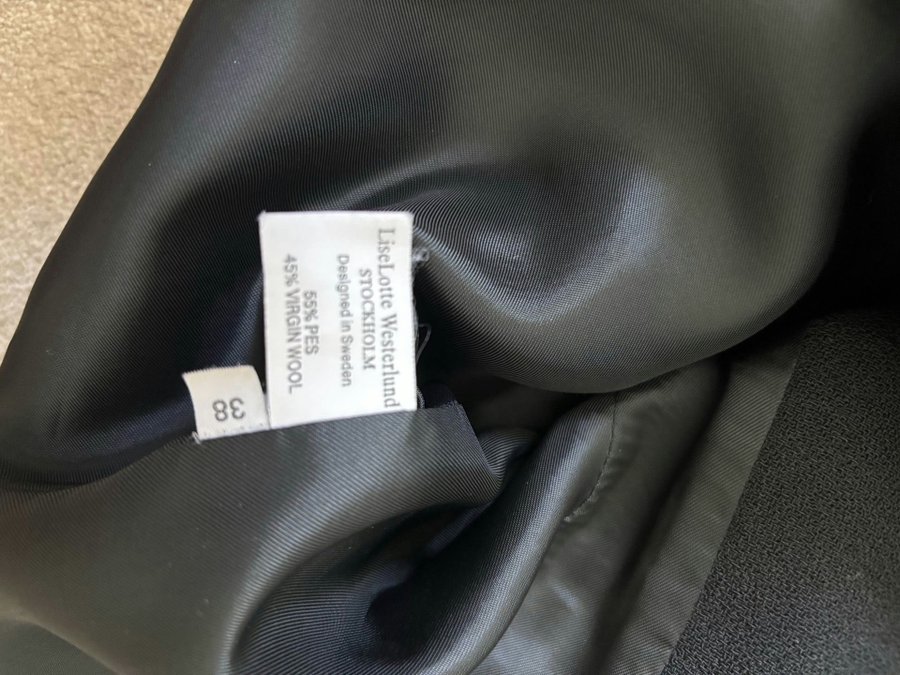 LiseLotte Westerlund
STOCKHOLM
Designed in Sweden
55% PES
45% VIRGIN WOOL
38